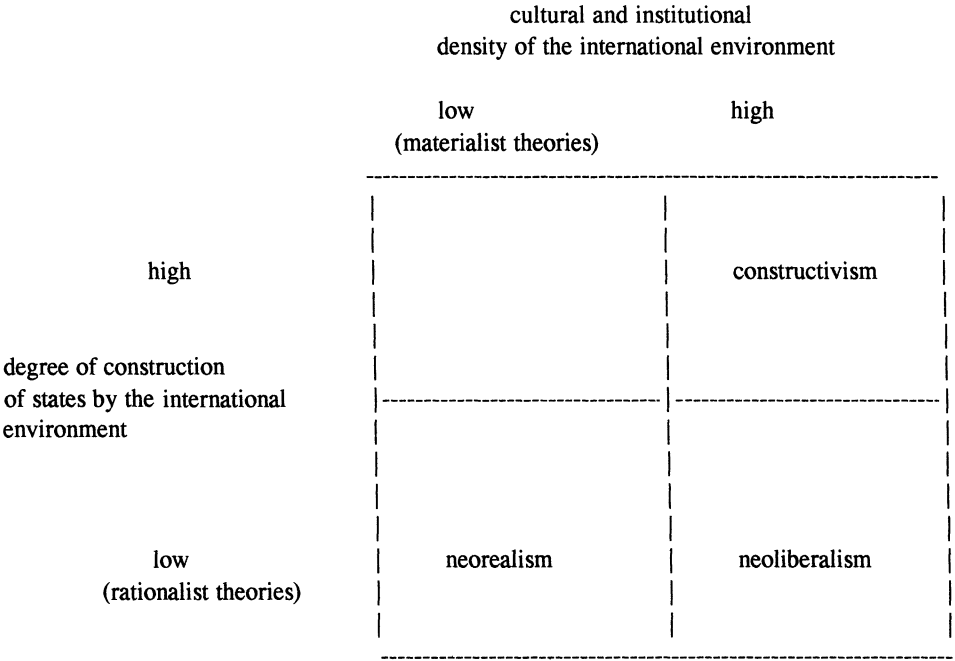 cultural and institutional
density of the international environment
low
high
(materialist theories)
high
constructivism
degree of construction
of states by the international
environment
low
neorealism
neoliberalism
(rationalist theories)